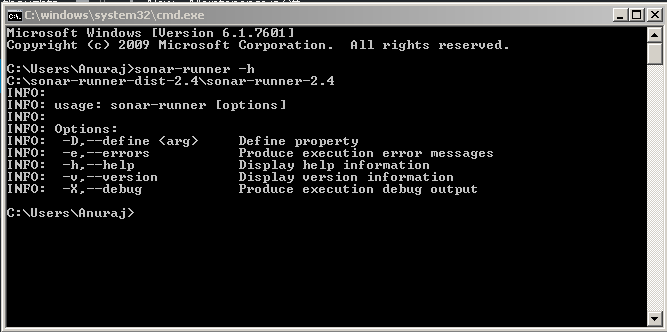 C:\windows\system32\cmd.exe
Microsoft Windows [Version 6.1.7601]
Copyright (c) 2009 Microsoft Corporation.  All rights reserved.
C:\Users\Anuraj>sonar-runner -h
C:\sonar-runner-dist-2.4\sonar-runner-2.4
INFO:
INFO: usage: sonar-runner [options]
INFO:
INFO: Options:
INFO:  -D,--define <arg>     Define property
INFO:  -e,--errors           Produce execution error messages
INFO:  -h,--help             Display help information
INFO:  -v,--version          Display version information
INFO:  -X,--debug            Produce execution debug output
C:\Users\Anuraj>